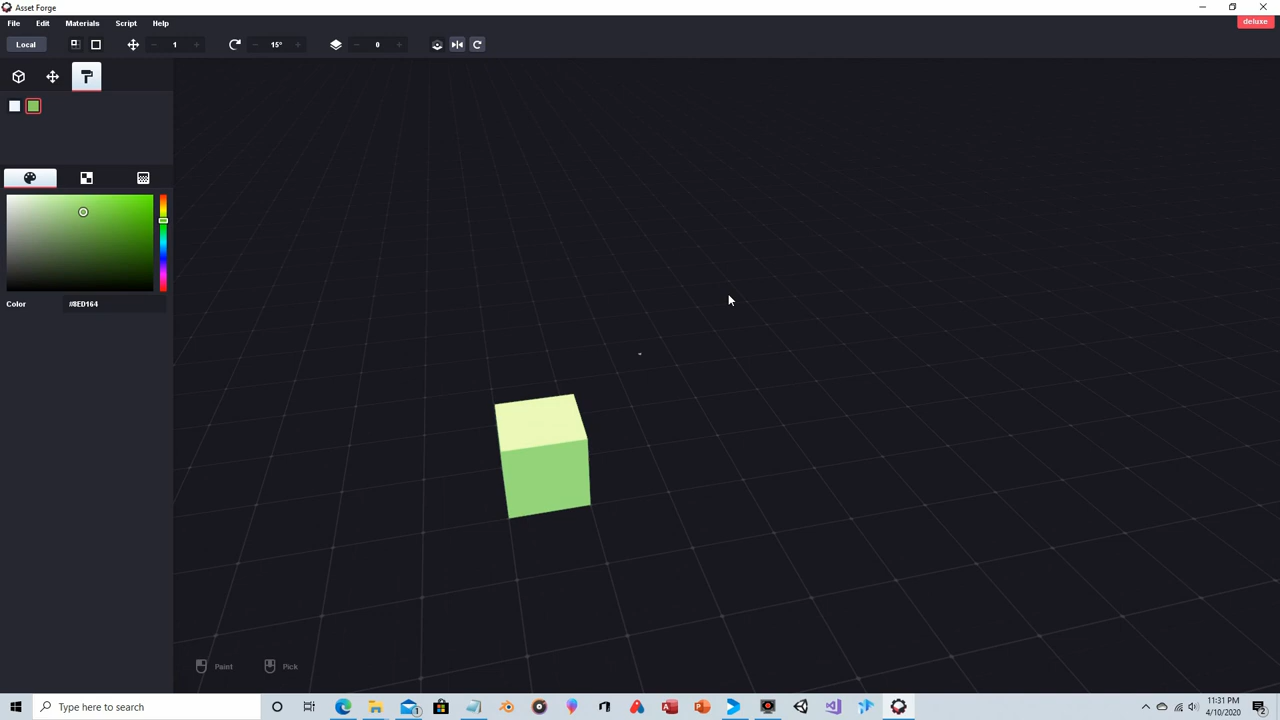 Asset Forge
File Edit Materials Script Help
deluxe
Local 1 15° 0
Color #8ED164
Paint Pick
Type here to search
11:31 PM
4/10/2020